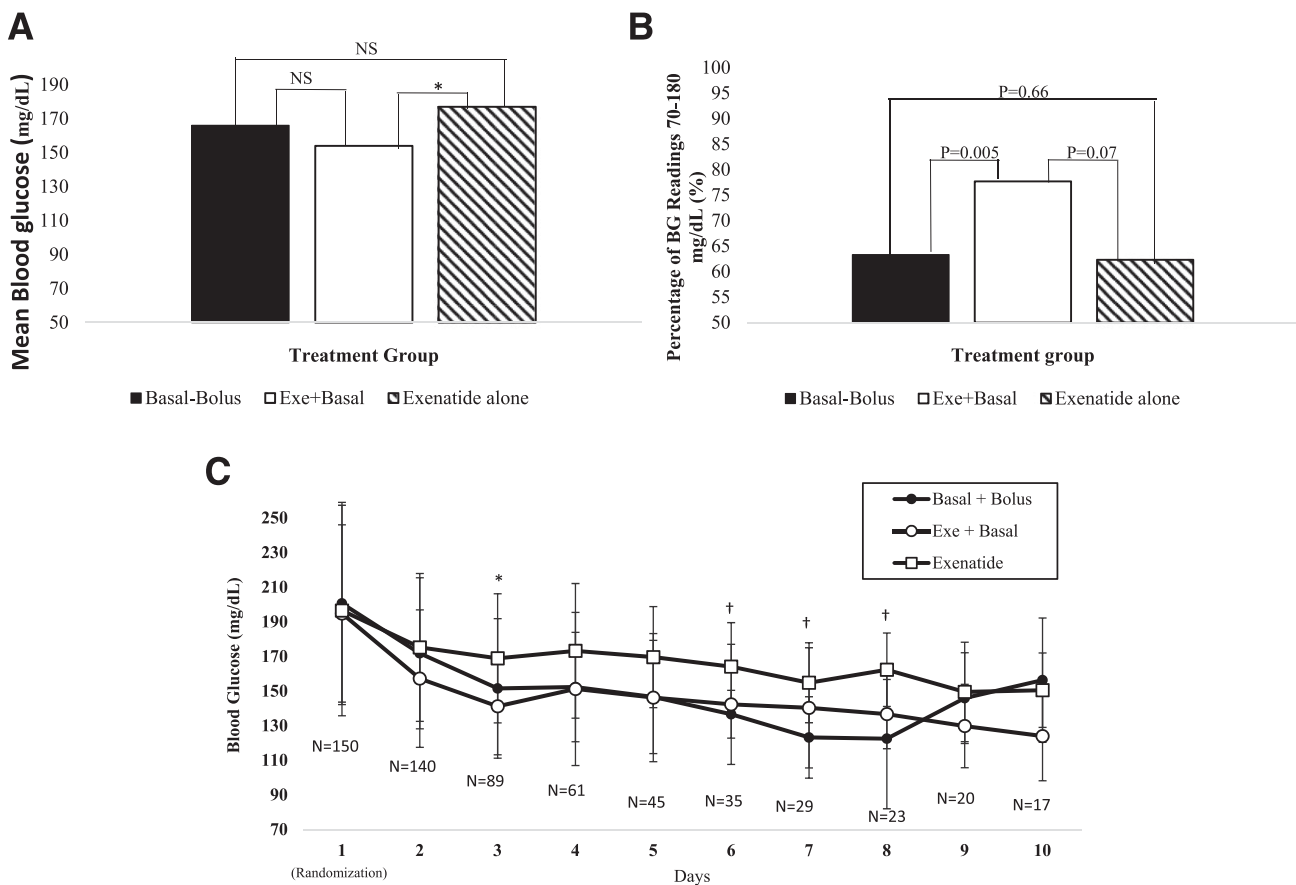 A
Mean Blood glucose (mg/dL)
190
170
150
130
110
90
70
50
NS
NS
*
Treatment Group
Basal-Bolus Exe+Basal Exenatide alone
B
Percentage of BG Readings 70-180
mg/dL (%)
100
95
90
85
80
75
70
65
60
55
50
P=0.66
P=0.005 P=0.07
Treatment group
Basal-Bolus Exe+Basal Exenatide alone
C
Blood Glucose (mg/dL)
250
230
210
190
170
150
130
110
90
70
Basal + Bolus
Exe + Basal
Exenatide
* † † †
N=150 N=140 N=89 N=61 N=45 N=35 N=29 N=23 N=20 N=17
1 2 3 4 5 6 7 8 9 10
(Randomization)
Days